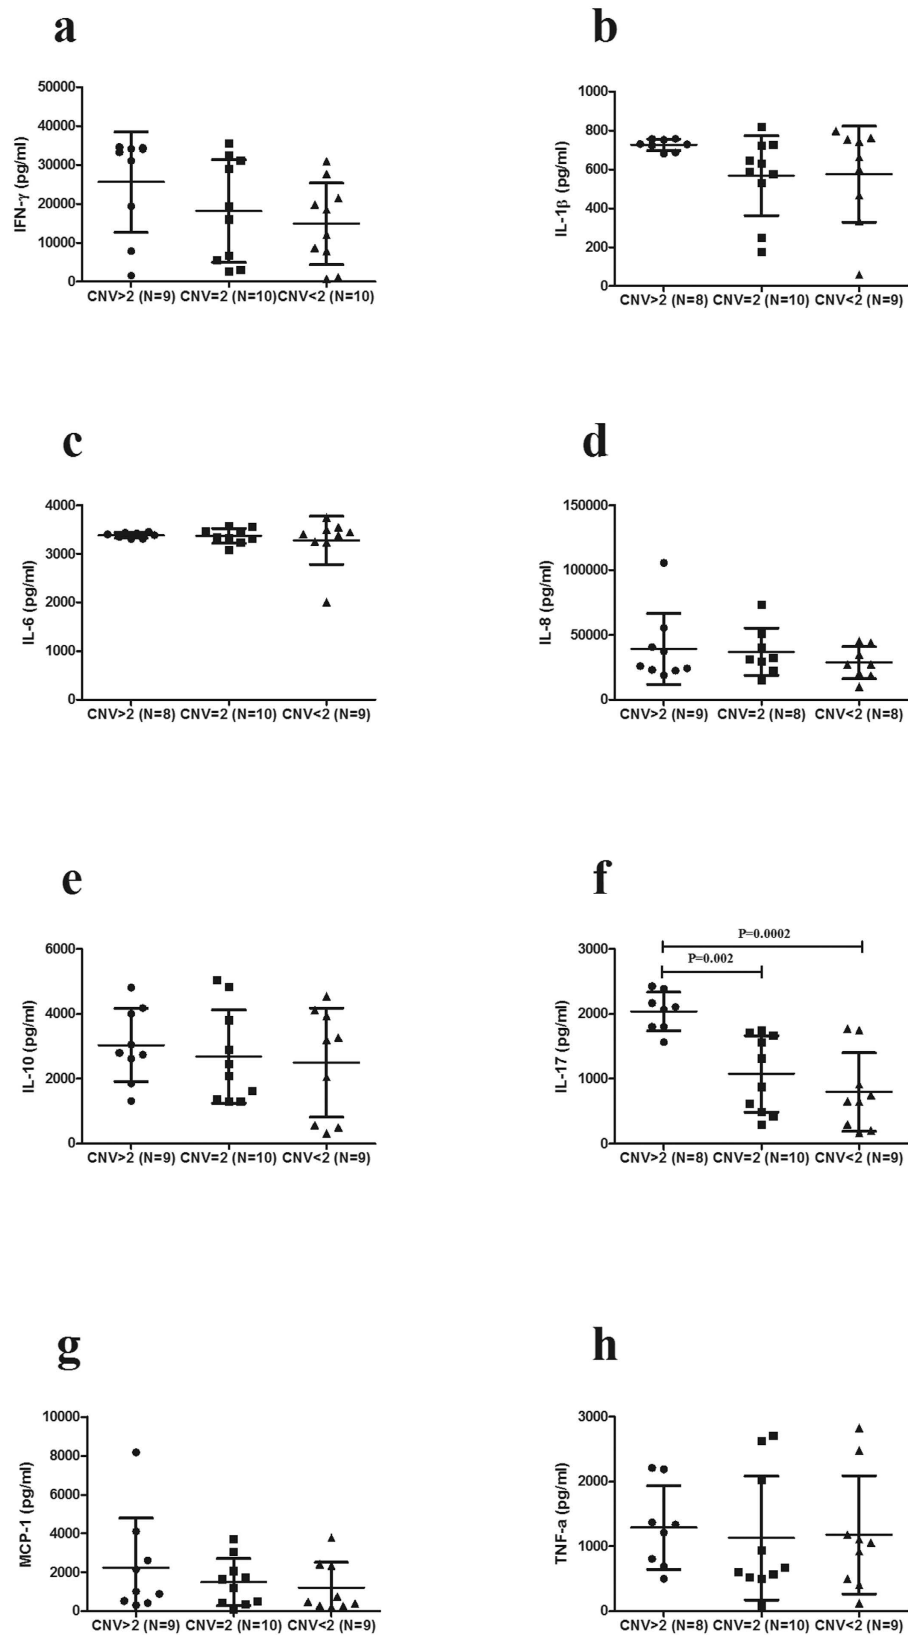 a
b
50000
40000
30000
20000
10000
0
IFN-γ (pg/ml)
CNV>2 (N=9) CNV=2 (N=10) CNV<2 (N=10)
1000
800
600
400
200
0
IL-1β (pg/ml)
CNV>2 (N=8) CNV=2 (N=10) CNV<2 (N=9)
c
d
4000
3000
2000
1000
0
IL-6 (pg/ml)
CNV>2 (N=8) CNV=2 (N=10) CNV<2 (N=9)
150000
100000
50000
0
IL-8 (pg/ml)
CNV>2 (N=9) CNV=2 (N=8) CNV<2 (N=8)
e
f
6000
4000
2000
0
IL-10 (pg/ml)
CNV>2 (N=9) CNV=2 (N=10) CNV<2 (N=9)
P=0.0002
P=0.002
3000
2000
1000
0
IL-17 (pg/ml)
CNV>2 (N=8) CNV=2 (N=10) CNV<2 (N=9)
g
h
10000
8000
6000
4000
2000
0
MCP-1 (pg/ml)
CNV>2 (N=9) CNV=2 (N=10) CNV<2 (N=9)
3000
2000
1000
0
TNF-a (pg/ml)
CNV>2 (N=8) CNV=2 (N=10) CNV<2 (N=9)